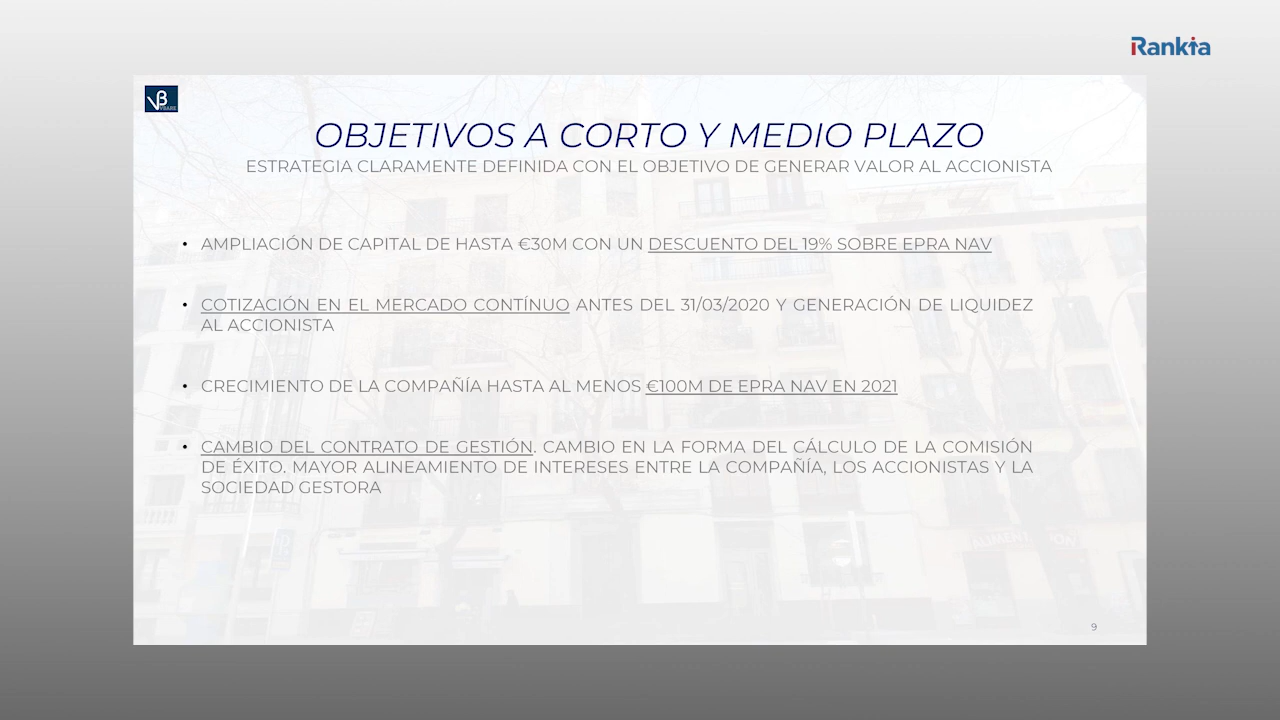 Rankia
VBARE
OBJETIVOS A CORTO Y MEDIO PLAZO
ESTRATEGIA CLARAMENTE DEFINIDA CON EL OBJETIVO DE GENERAR VALOR AL ACCIONISTA
• AMPLIACIÓN DE CAPITAL DE HASTA €30M CON UN DESCUENTO DEL 19% SOBRE EPRA NAV
• COTIZACIÓN EN EL MERCADO CONTÍNUO ANTES DEL 31/03/2020 Y GENERACIÓN DE LIQUIDEZ
AL ACCIONISTA
• CRECIMIENTO DE LA COMPAÑÍA HASTA AL MENOS €100M DE EPRA NAV EN 2021
• CAMBIO DEL CONTRATO DE GESTIÓN. CAMBIO EN LA FORMA DEL CÁLCULO DE LA COMISIÓN
DE ÉXITO. MAYOR ALINEAMIENTO DE INTERESES ENTRE LA COMPAÑÍA, LOS ACCIONISTAS Y LA
SOCIEDAD GESTORA
9